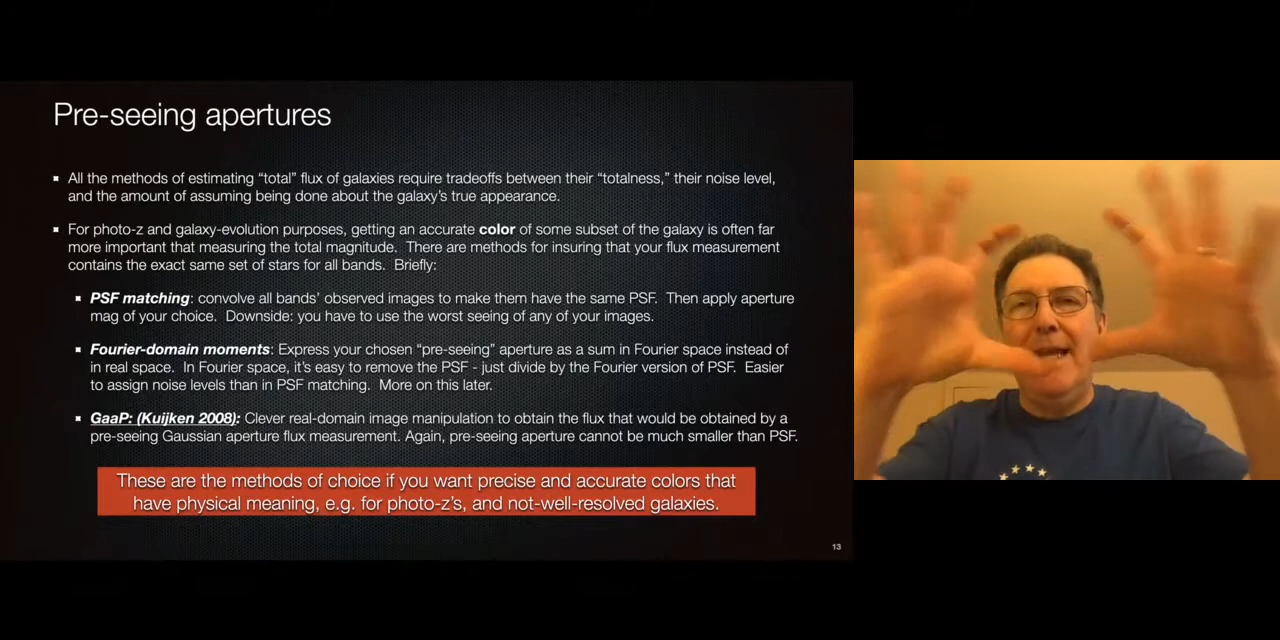 Pre-seeing apertures
All the methods of estimating “total” flux of galaxies require tradeoffs between their “totalness,” their noise level,
and the amount of assuming being done about the galaxy’s true appearance.
For photo-z and galaxy-evolution purposes, getting an accurate color of some subset of the galaxy is often far
more important that measuring the total magnitude. There are methods for insuring that your flux measurement
contains the exact same set of stars for all bands. Briefly:
PSF matching: convolve all bands’ observed images to make them have the same PSF. Then apply aperture
mag of your choice. Downside: you have to use the worst seeing of any of your images.
Fourier-domain moments: Express your chosen “pre-seeing” aperture as a sum in Fourier space instead of
in real space. In Fourier space, it’s easy to remove the PSF - just divide by the Fourier version of PSF. Easier
to assign noise levels than in PSF matching. More on this later.
GaaP: (Kuijken 2008): Clever real-domain image manipulation to obtain the flux that would be obtained by a
pre-seeing Gaussian aperture flux measurement. Again, pre-seeing aperture cannot be much smaller than PSF.
These are the methods of choice if you want precise and accurate colors that
have physical meaning, e.g. for photo-z’s, and not-well-resolved galaxies.
13